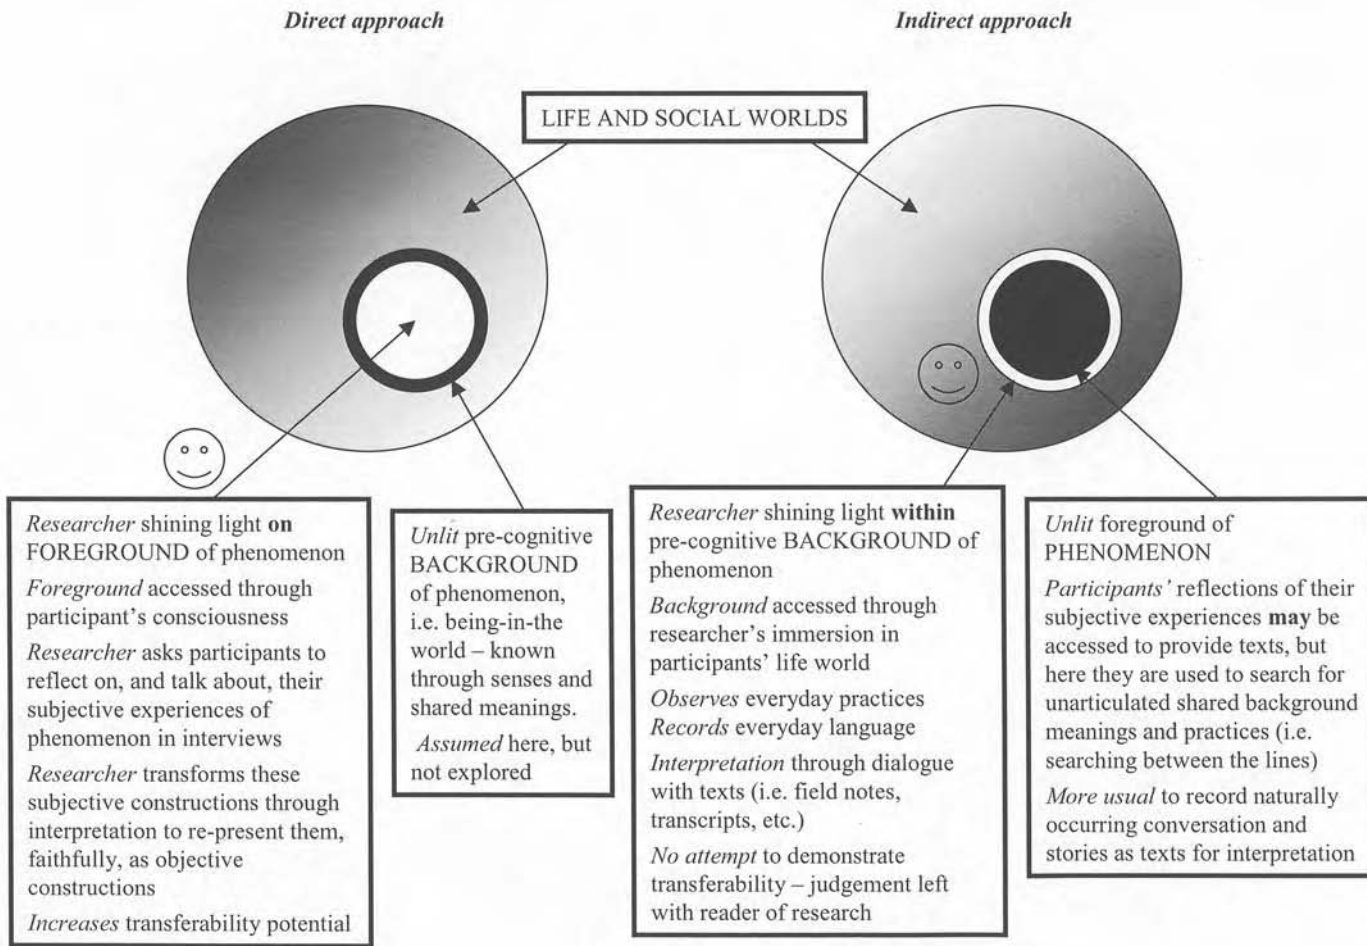 Direct approach
Indirect approach
LIFE AND SOCIAL WORLDS
Researcher shining light on
FOREGROUND of phenomenon
Foreground accessed through
participant's consciousness
Researcher asks participants to
reflect on, and talk about, their
subjective experiences of
phenomenon in interviews
Researcher transforms these
subjective constructions through
interpretation to re-present them,
faithfully, as objective
constructions
Increases transferability potential
Unlit pre-cognitive
BACKGROUND
of phenomenon,
i.e. being-in-the
world – known
through senses and
shared meanings.
Assumed here, but
not explored
Researcher shining light within
pre-cognitive BACKGROUND of
phenomenon
Background accessed through
researcher's immersion in
participants' life world
Observes everyday practices
Records everyday language
Interpretation through dialogue
with texts (i.e. field notes,
transcripts, etc.)
No attempt to demonstrate
transferability – judgement left
with reader of research
Unlit foreground of
PHENOMENON
Participants' reflections of their
subjective experiences may be
accessed to provide texts, but
here they are used to search for
unarticulated shared background
meanings and practices (i.e.
searching between the lines)
More usual to record naturally
occurring conversation and
stories as texts for interpretation